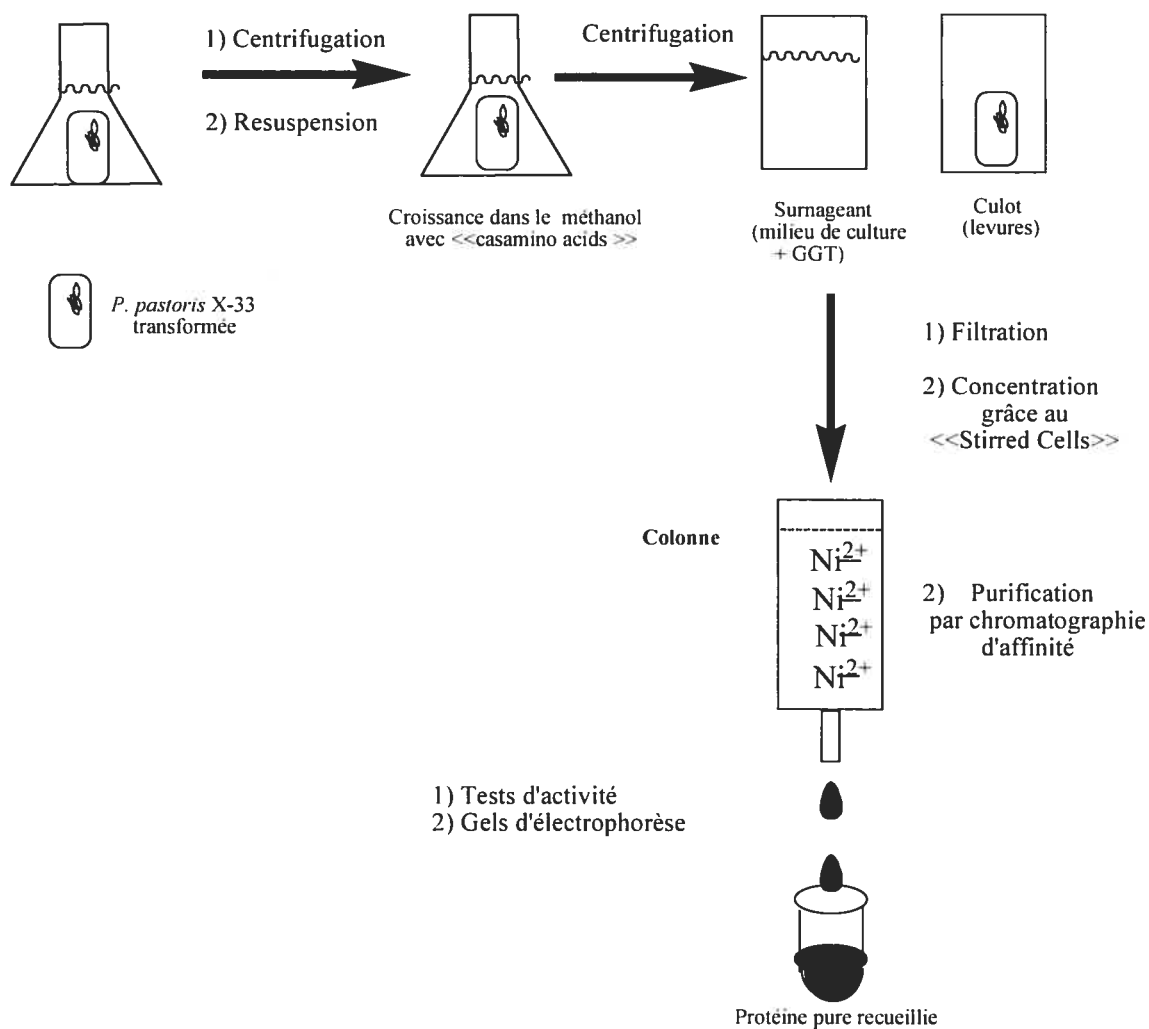 1) Centrifugation
2) Resuspension
Centrifugation
Croissance dans le méthanol
avec <<casamino acids >>
Surnageant
(milieu de culture
+ GGT)
Culot
(levures)
P. pastoris X-33
transformée
1) Filtration
2) Concentration
grâce au
<<Stirred Cells>>
Colonne
Ni2+
Ni2+
Ni2+
Ni2+
2) Purification
par chromatographie
d'affinité
1) Tests d'activité
2) Gels d'électrophorèse
Protéine pure recueillie